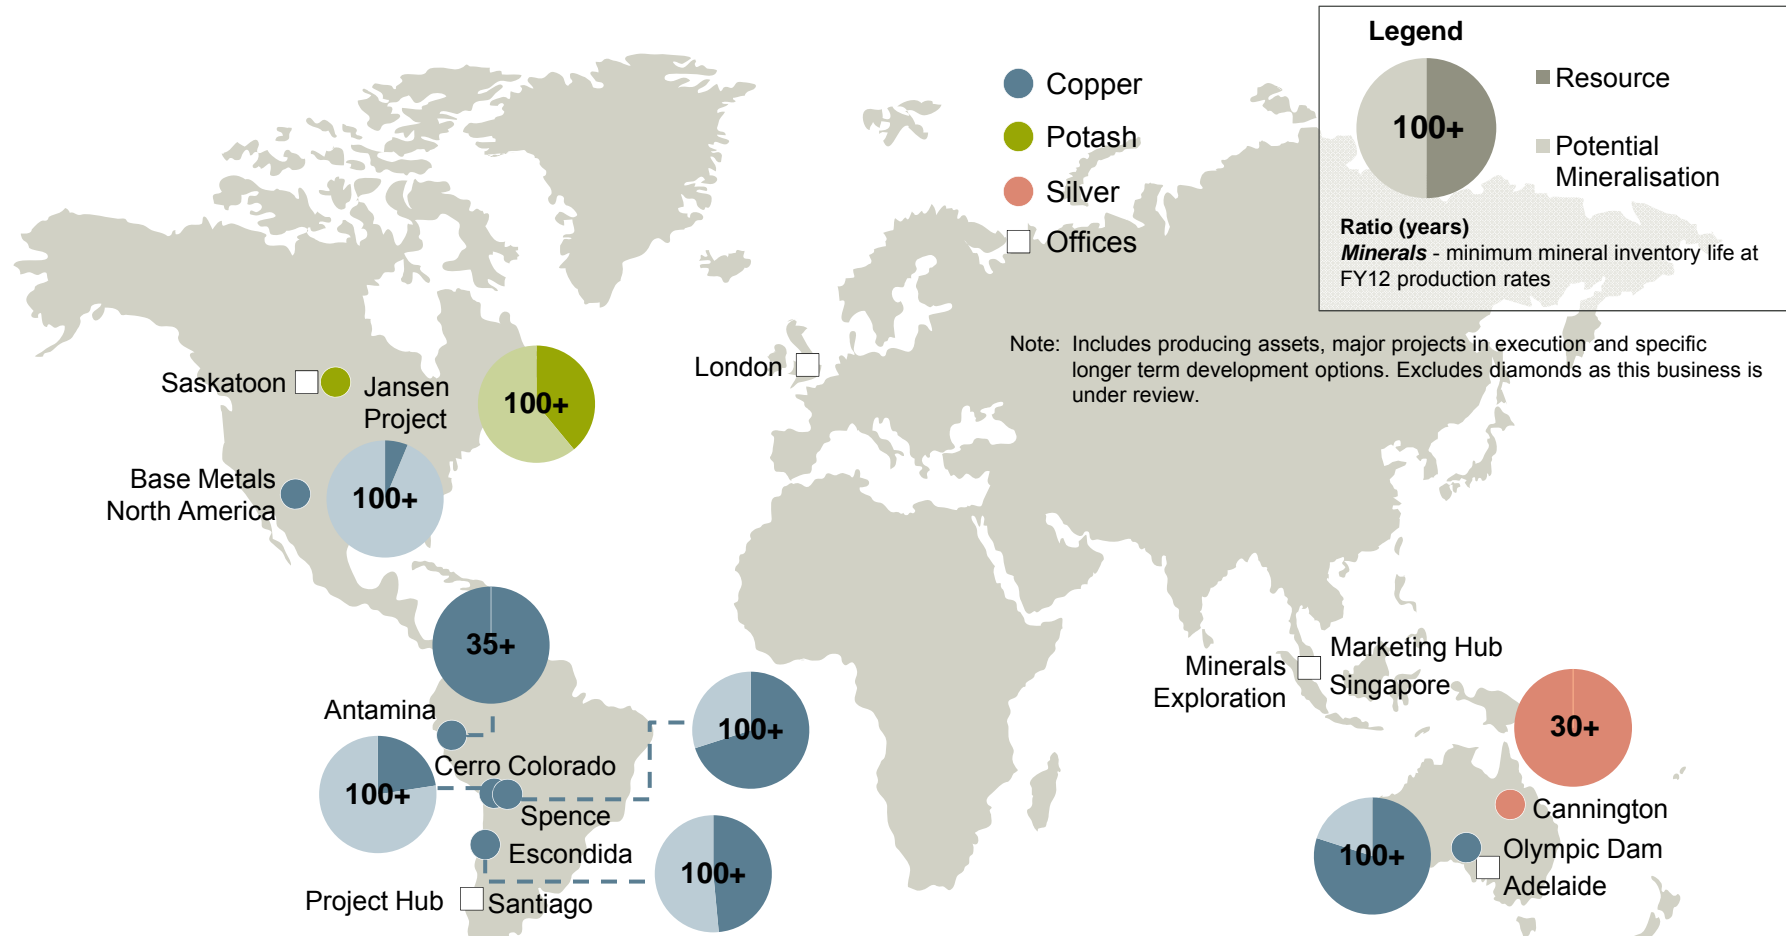 Legend
Resource
100+
Potential
Mineralisation
Ratio (years)
Minerals - minimum mineral inventory life at
FY12 production rates
Copper
Potash
Silver
Offices
Note: Includes producing assets, major projects in execution and specific
longer term development options. Excludes diamonds as this business is
under review.
London
Saskatoon
Jansen
Project
100+
Base Metals
North America
100+
35+
Antamina
100+
Cerro Colorado
Spence
100+
Escondida
100+
Project Hub
Santiago
Minerals
Exploration
Marketing Hub
Singapore
30+
Cannington
100+
Olympic Dam
Adelaide